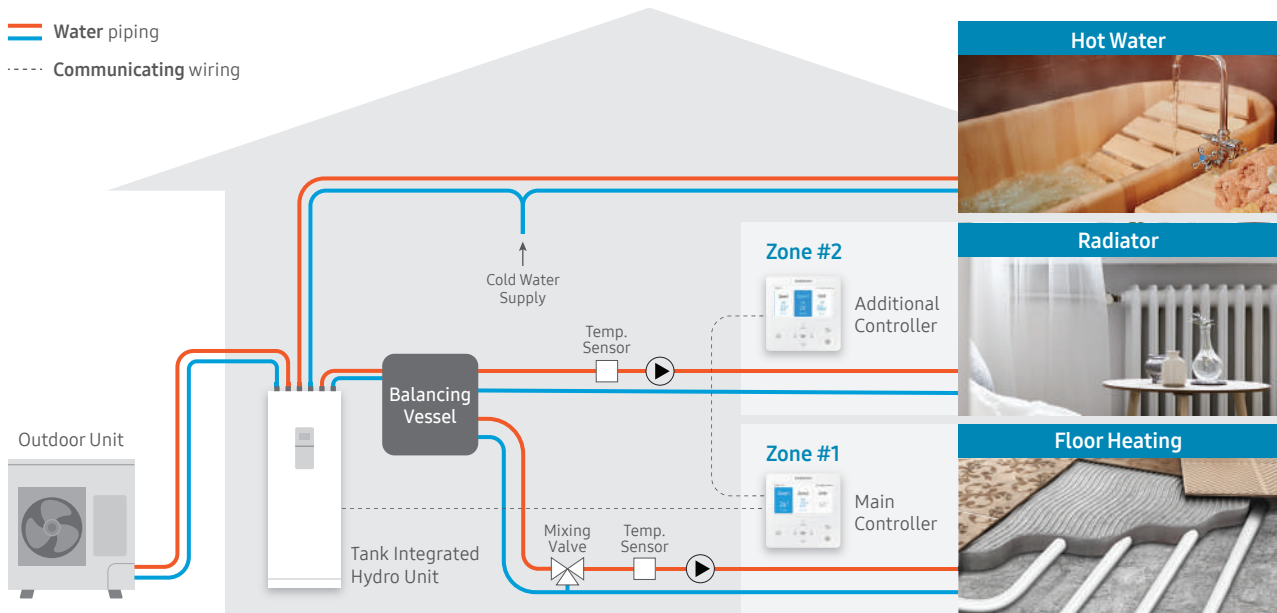 Water piping
Communicating wiring
Hot Water
Cold Water
Supply
Zone #2
Additional
Controller
Radiator
Temp.
Sensor
Balancing
Vessel
Outdoor Unit
Zone #1
Main
Controller
Floor Heating
Mixing
Valve
Temp.
Sensor
Tank Integrated
Hydro Unit